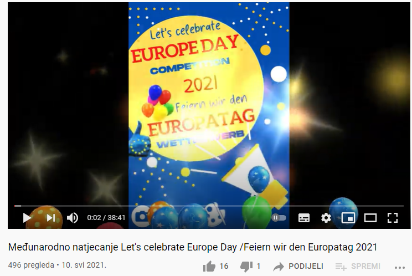 Let's celebrate
EUROPE DAY
COMPETITION
2021
Feiern wir den
EUROPATAG
WETTBEWERB
0:02 / 38:41
Međunarodno natjecanje Let's celebrate Europe Day /Feiern wir den Europatag 2021
496 pregleda • 10. svi 2021.
16
1
PODIJELI
SPREMI